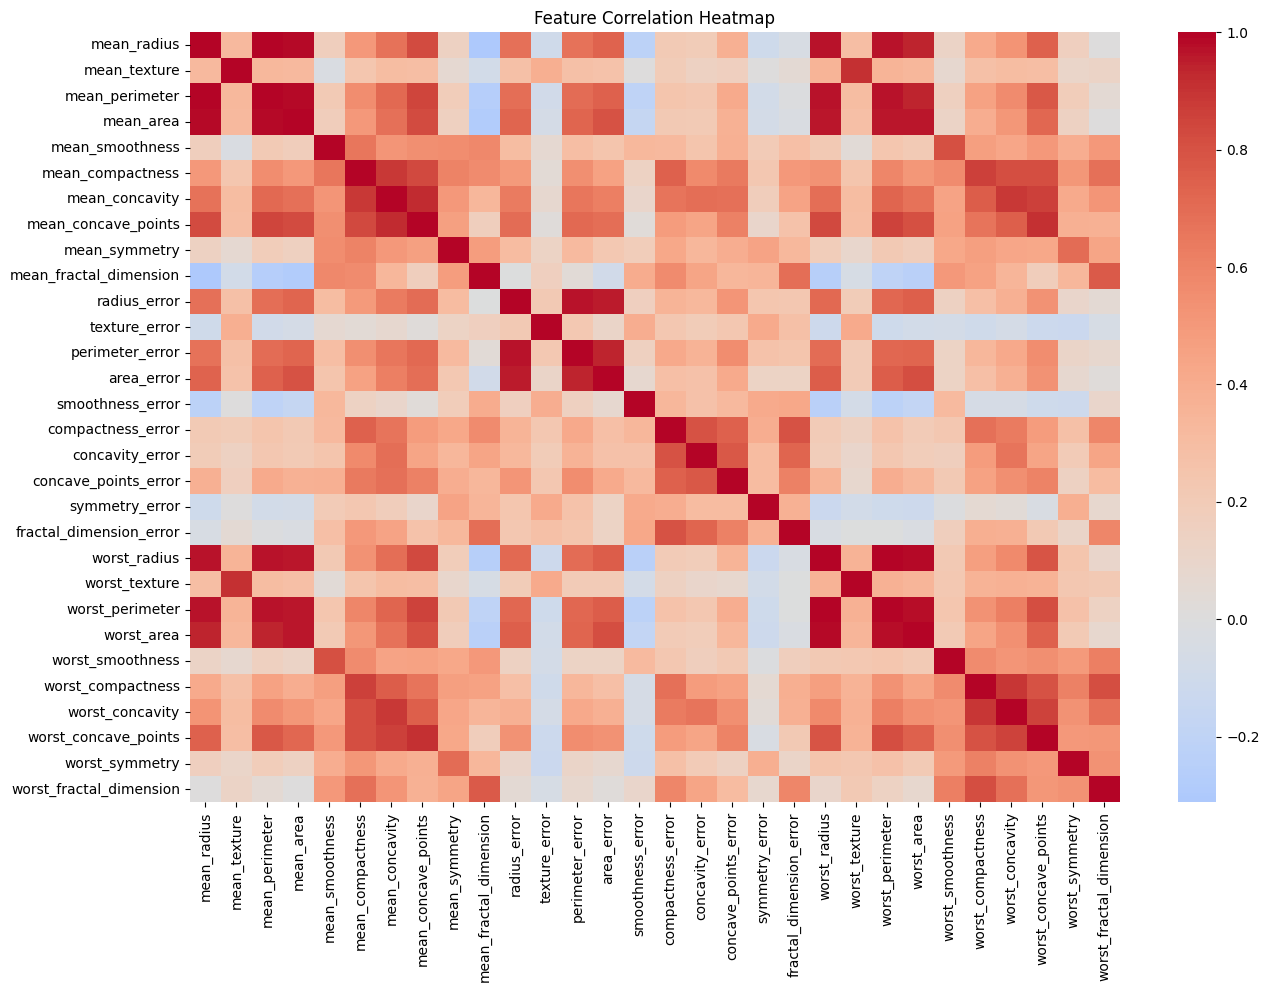 Feature Correlation Heatmap
mean_radius
mean_texture
mean_perimeter
mean_area
mean_smoothness
mean_compactness
mean_concavity
mean_concave_points
mean_symmetry
mean_fractal_dimension
radius_error
texture_error
perimeter_error
area_error
smoothness_error
compactness_error
concavity_error
concave_points_error
symmetry_error
fractal_dimension_error
worst_radius
worst_texture
worst_perimeter
worst_area
worst_smoothness
worst_compactness
worst_concavity
worst_concave_points
worst_symmetry
worst_fractal_dimension
mean_radius
mean_texture
mean_perimeter
mean_area
mean_smoothness
mean_compactness
mean_concavity
mean_concave_points
mean_symmetry
mean_fractal_dimension
radius_error
texture_error
perimeter_error
area_error
smoothness_error
compactness_error
concavity_error
concave_points_error
symmetry_error
fractal_dimension_error
worst_radius
worst_texture
worst_perimeter
worst_area
worst_smoothness
worst_compactness
worst_concavity
worst_concave_points
worst_symmetry
worst_fractal_dimension
1.0
0.8
0.6
0.4
0.2
0.0
−0.2